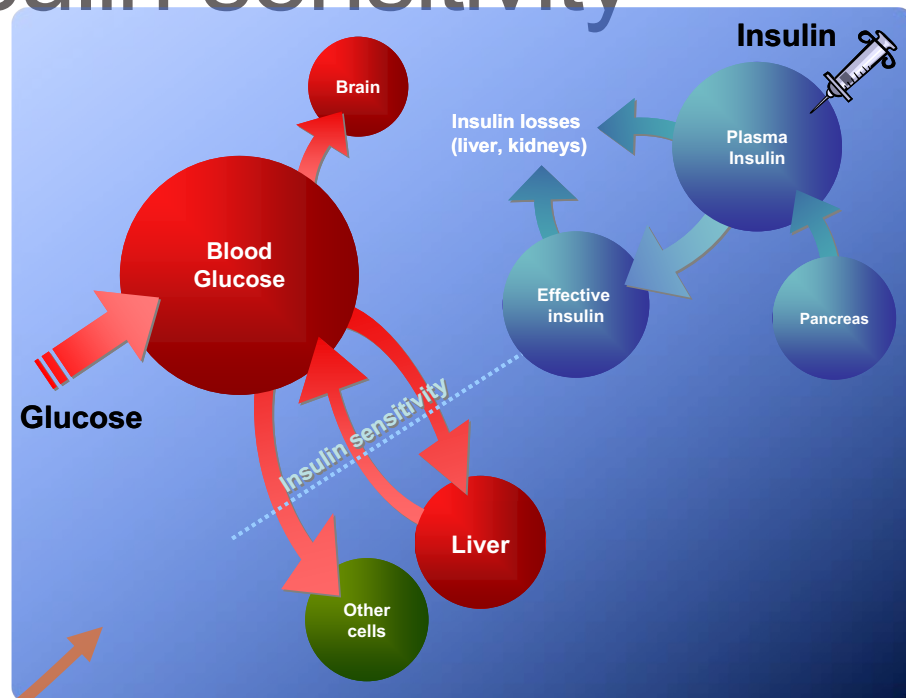 sensitivity
Insulin
Brain
Insulin losses
(liver, kidneys)
Plasma
Insulin
Blood
Glucose
Effective
insulin
Pancreas
Glucose
Insulin sensitivity
Liver
Other
cells